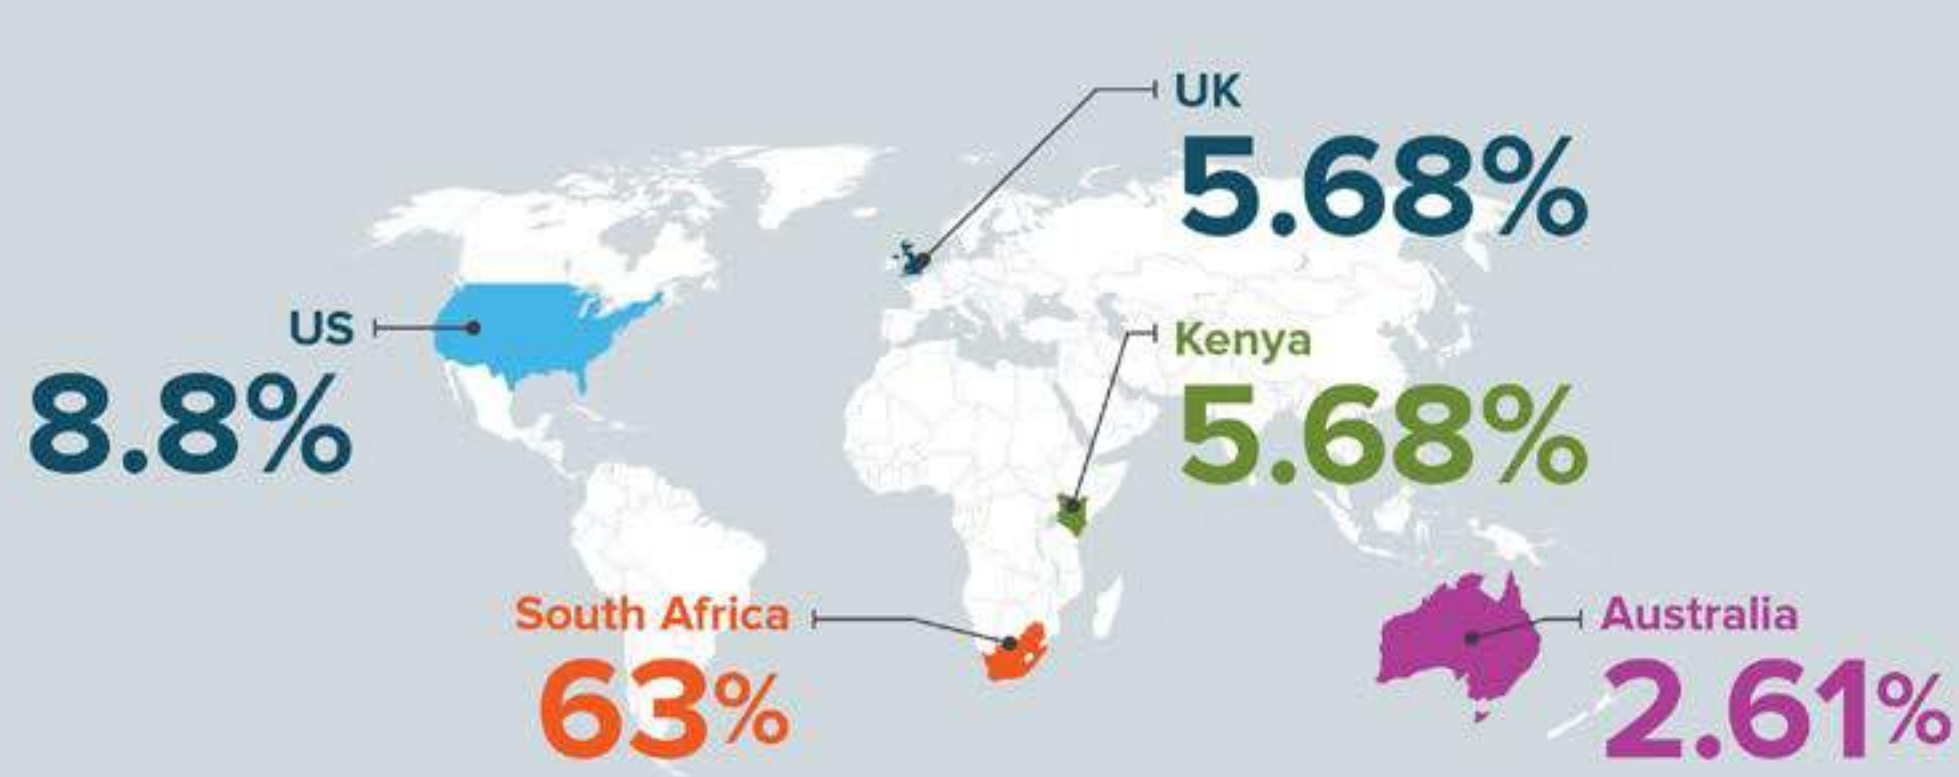 UK
5.68%
US
8.8%
Kenya
5.68%
South Africa
63%
Australia
2.61%